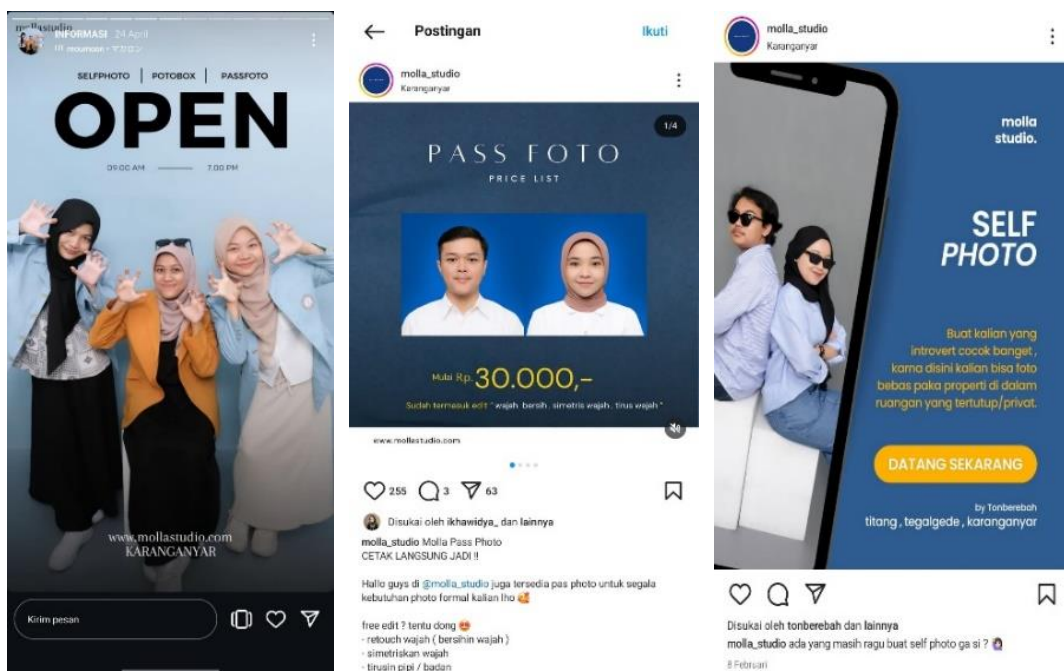 mollastudio
INFORMASI 24 April
moumoon • マカロン
SELFPHOTO | POTOBOX | PASSFOTO
OPEN
09:00 AM 7.00 PM
www.mollastudio.com
KARANGANYAR
Kirim pesan
Postingan
Ikuti
molla_studio
Karanganyar
1/4
PASS FOTO
PRICE LIST
Mulai Rp. 30.000,-
Sudah termasuk edit " wajah bersih , simetris wajah , tirus wajah "
www.mollastudio.com
255 3 63
Disukai oleh ikhawidya_ dan lainnya
molla_studio Molla Pass Photo
CETAK LANGSUNG JADI !!
Hallo guys di @molla_studio juga tersedia pas photo untuk segala
kebutuhan photo formal kalian lho
free edit ? tentu dong
- retouch wajah ( bersihin wajah )
- simetriskan wajah
- tirusin pipi / badan
molla_studio
Karanganyar
molla
studio.
SELF
PHOTO
Buat kalian yang
introvert cocok banget ,
karna disini kalian bisa foto
bebas paka properti di dalam
ruangan yang tertutup/privat.
DATANG SEKARANG
by Tonberebah
titang , tegalgede , karanganyar
Disukai oleh tonberebah dan lainnya
molla_studio ada yang masih ragu buat self photo ga si ?
8 Februari